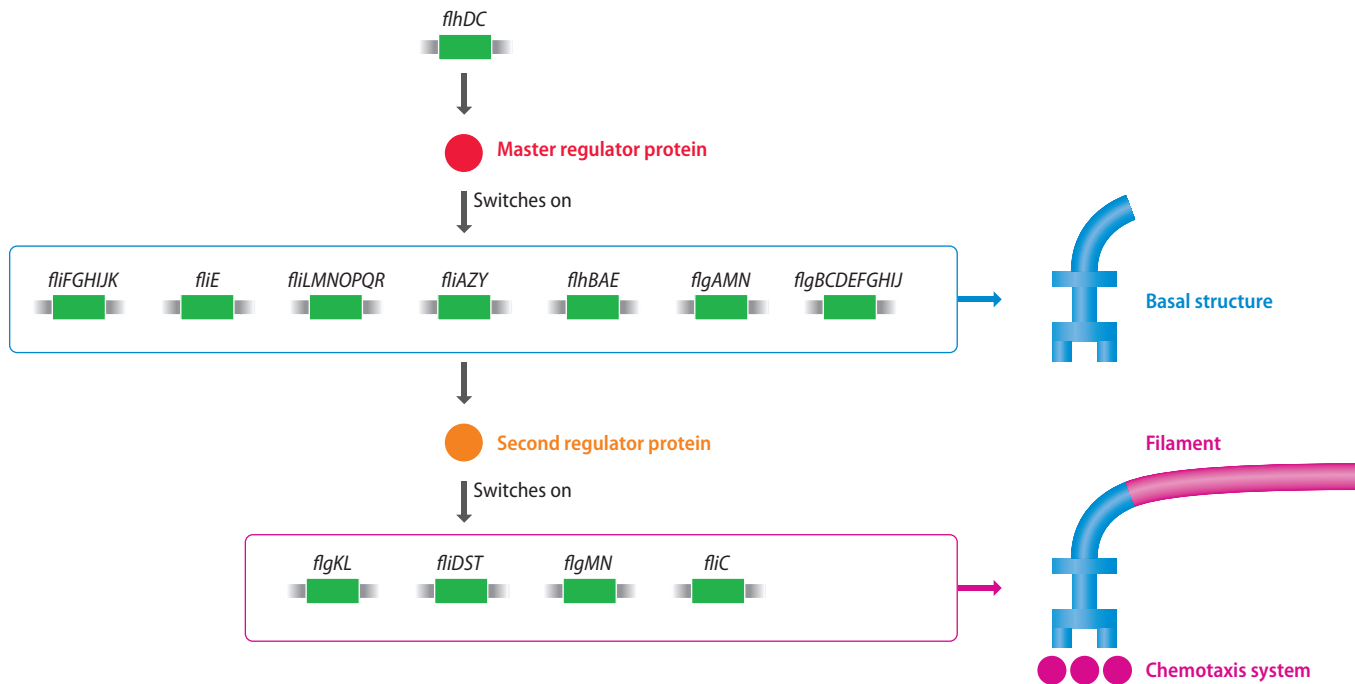 flhDC
Master regulator protein
Switches on
fliFGHIJK fliE fliLMNOPQR fliAZY flhBAE flgAMN flgBCDEFGHIJ
Basal structure
Second regulator protein
Filament
Switches on
flgKL fliDST flgMN fliC
Chemotaxis system